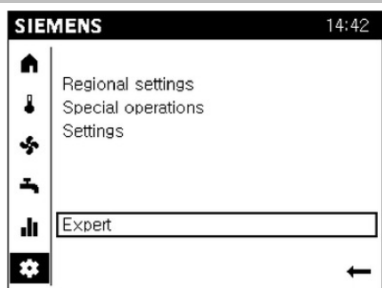 SIEMENS 14:42
Regional settings
Special operations
Settings
Expert